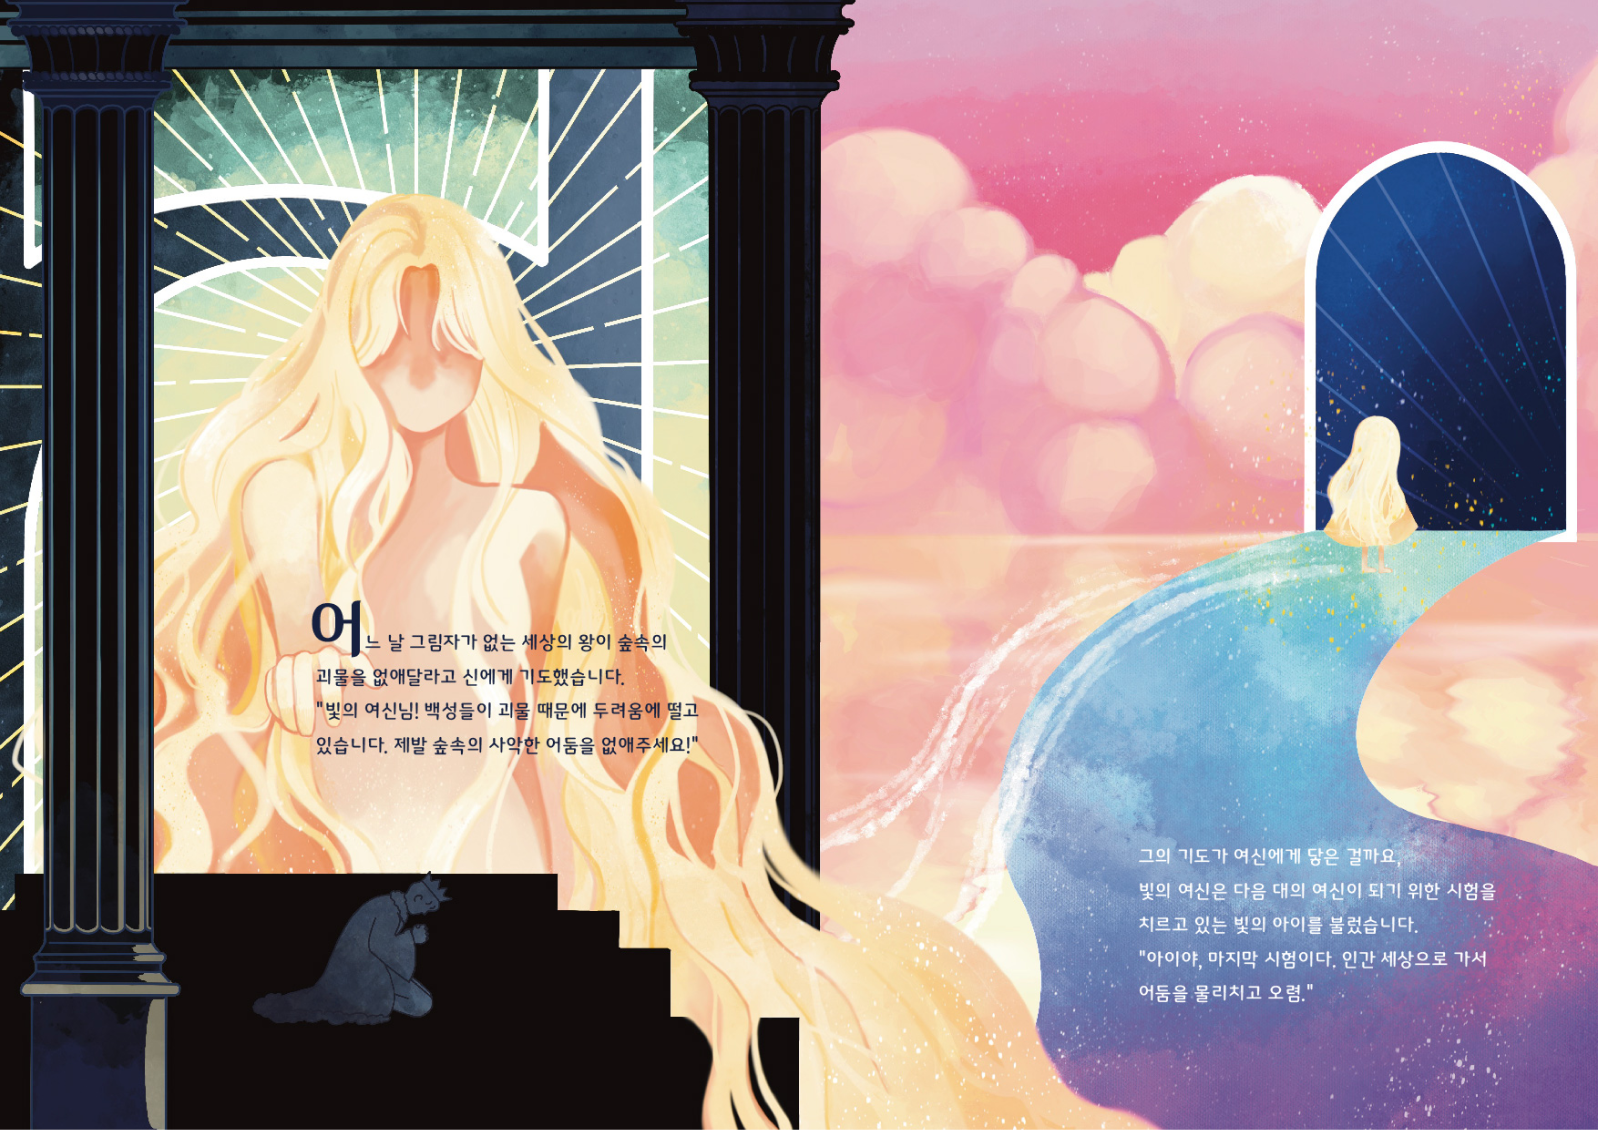 어느 날 그림자가 없는 세상의 왕이 숲속의
괴물을 없애달라고 신에게 기도했습니다.
"빛의 여신님! 백성들이 괴물 때문에 두려움에 떨고
있습니다. 제발 숲속의 사악한 어둠을 없애주세요!"
그의 기도가 여신에게 닿은 걸까요,
빛의 여신은 다음 대의 여신이 되기 위한 시험을
치르고 있는 빛의 아이를 불렀습니다.
"아이야, 마지막 시험이다. 인간 세상으로 가서
어둠을 물리치고 오렴."